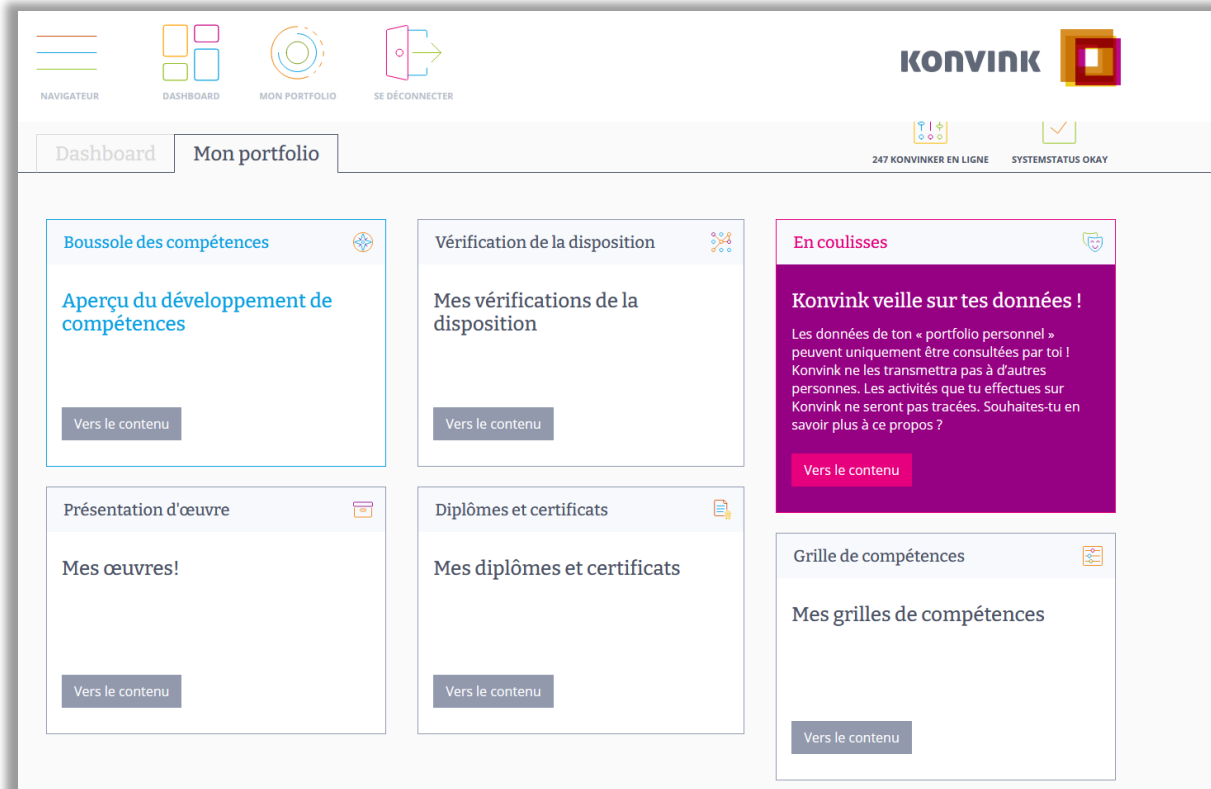 NAVIGATEUR
DASHBOARD
MON PORTFOLIO
SE DÉCONNECTER
KONVINK
Dashboard
Mon portfolio
247 KONVINKER EN LIGNE
SYSTEMSTATUS OKAY
Boussole des compétences
Aperçu du développement de
compétences
Vers le contenu
Vérification de la disposition
Mes vérifications de la
disposition
Vers le contenu
En coulisses
Konvink veille sur tes données !
Les données de ton « portfolio personnel »
peuvent uniquement être consultées par toi !
Konvink ne les transmettra pas à d'autres
personnes. Les activités que tu effectues sur
Konvink ne seront pas tracées. Souhaites-tu en
savoir plus à ce propos ?
Vers le contenu
Présentation d'œuvre
Mes œuvres!
Vers le contenu
Diplômes et certificats
Mes diplômes et certificats
Vers le contenu
Grille de compétences
Mes grilles de compétences
Vers le contenu